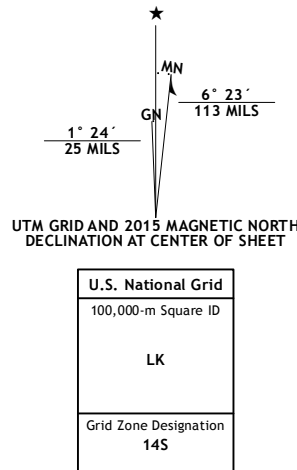 MN
GN
6° 23´
113 MILS
1° 24´
25 MILS
UTM GRID AND 2015 MAGNETIC NORTH
DECLINATION AT CENTER OF SHEET
U.S. National Grid
100,000-m Square ID
LK
Grid Zone Designation
14S